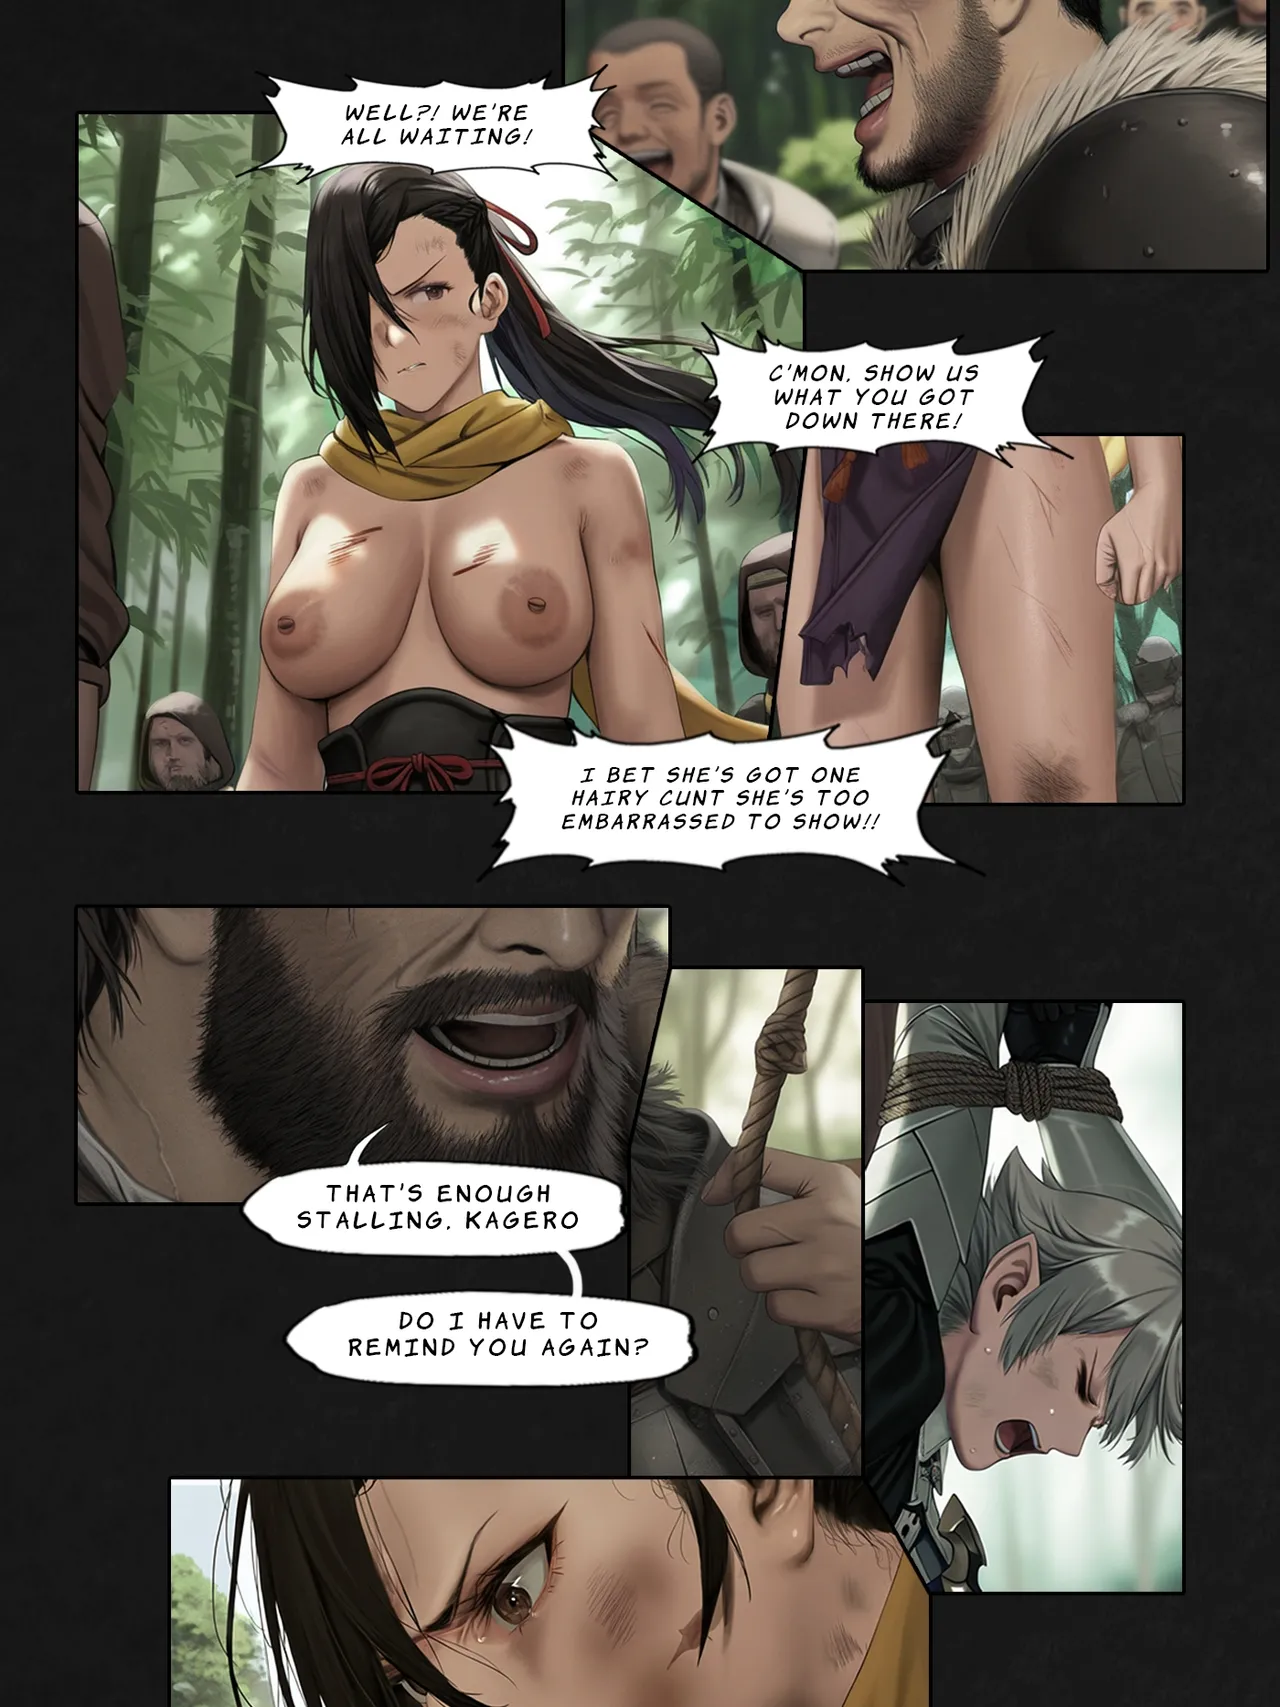 WELL?! WE'RE
ALL WAITING!
C'MON. SHOW US
WHAT YOU GOT
DOWN THERE!
I BET SHE'S GOT ONE
HAIRY CUNT SHE'S TOO
EMBARRASSED TO SHOW!!
THAT'S ENOUGH
STALLING. KAGERO
DO I HAVE TO
REMIND YOU AGAIN?